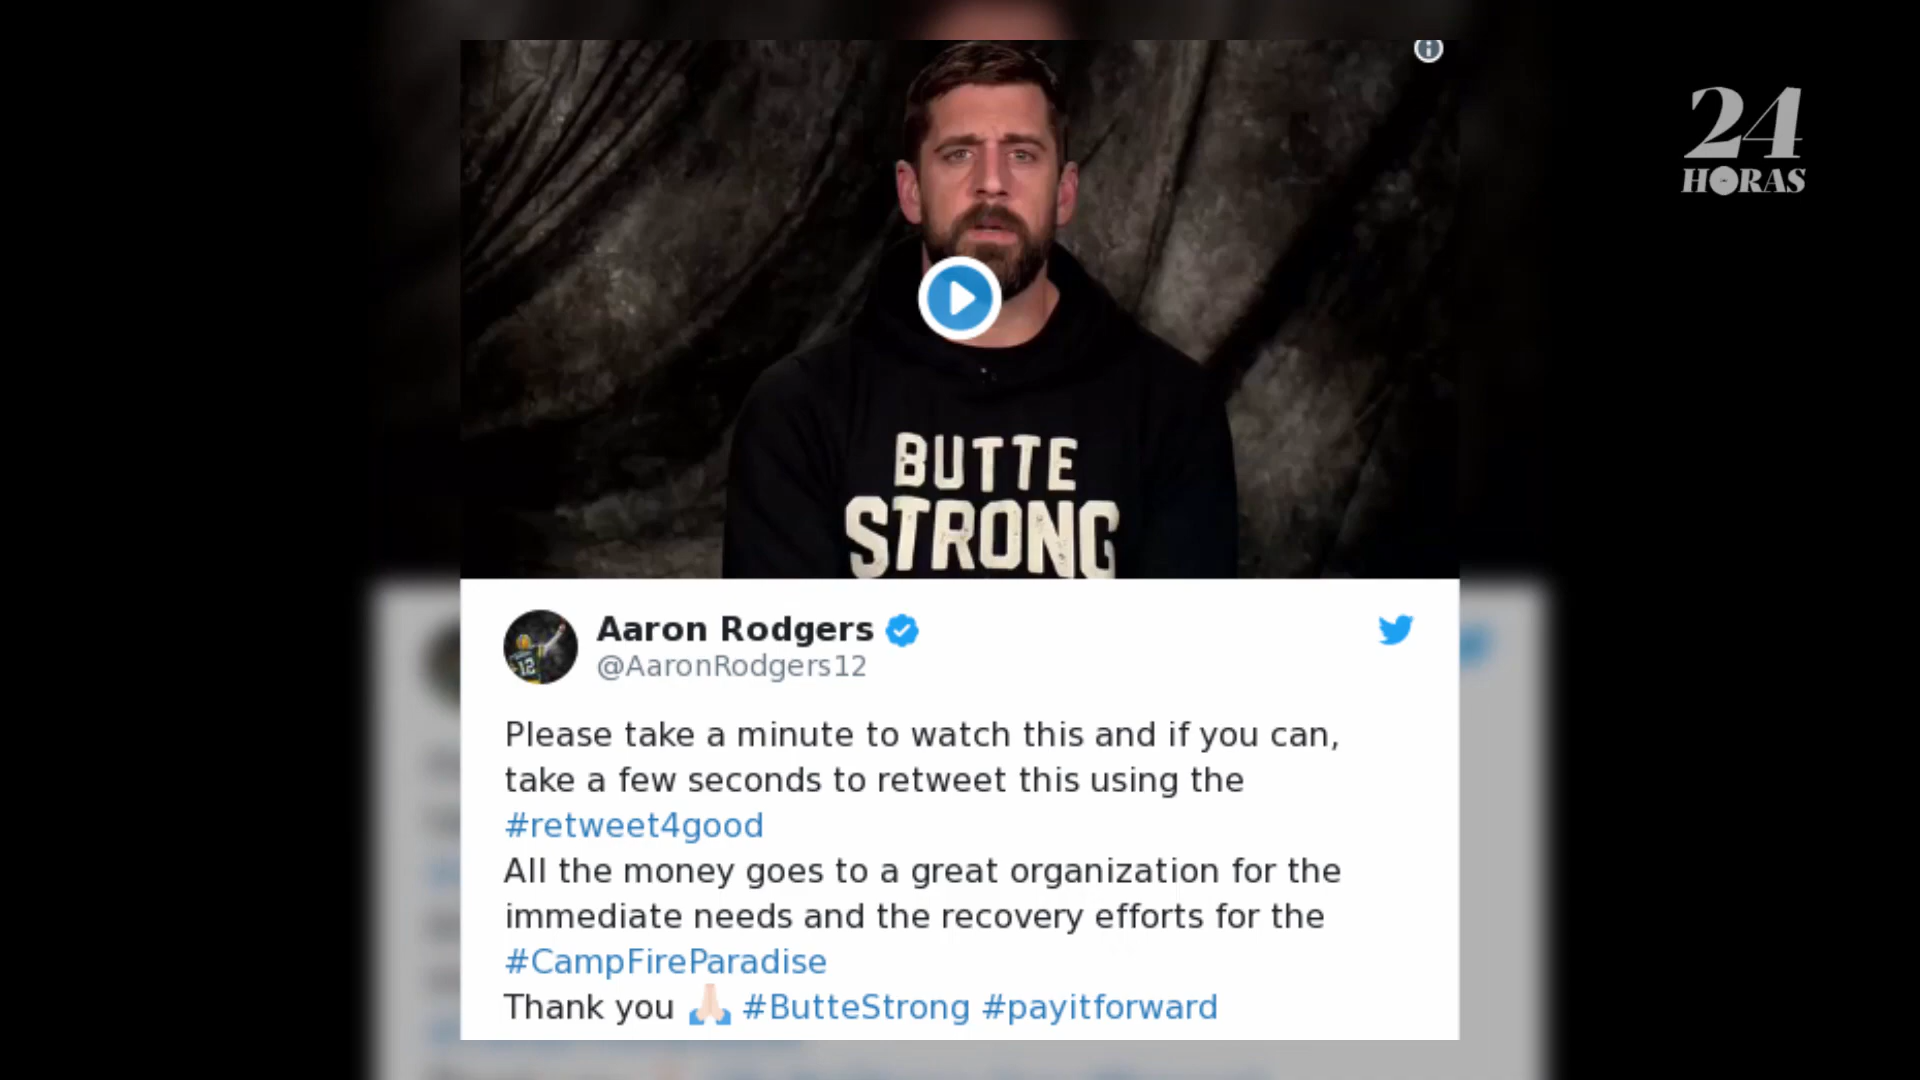 24
HORAS
BUTTE
STRONG
Aaron Rodgers
@AaronRodgers12
12
Please take a minute to watch this and if you can,
take a few seconds to retweet this using the
#retweet4good
All the money goes to a great organization for the
immediate needs and the recovery efforts for the
#CampFireParadise
Thank you 🙏🏻 #ButteStrong #payitforward